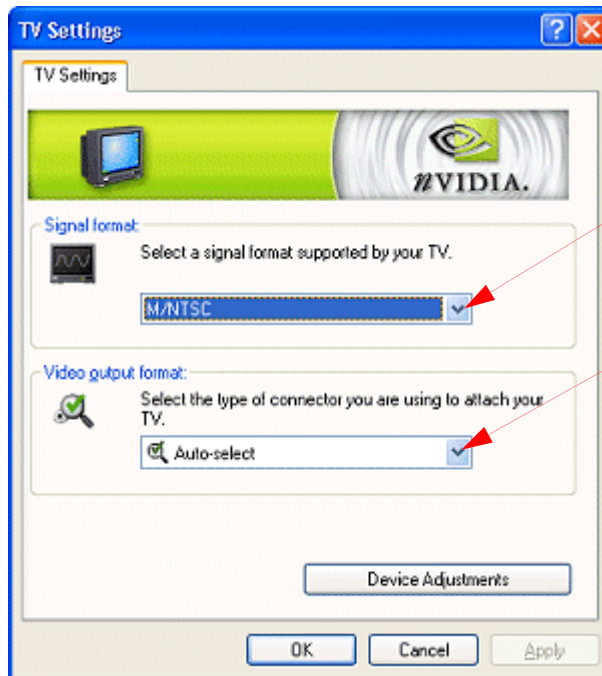 TV Settings
TV Settings
nVIDIA.
Signal format:
Select a signal format supported by your TV.
M/NTSC
Video output format:
Select the type of connector you are using to attach your
TV.
Auto-select
Device Adjustments
OK
Cancel
Apply